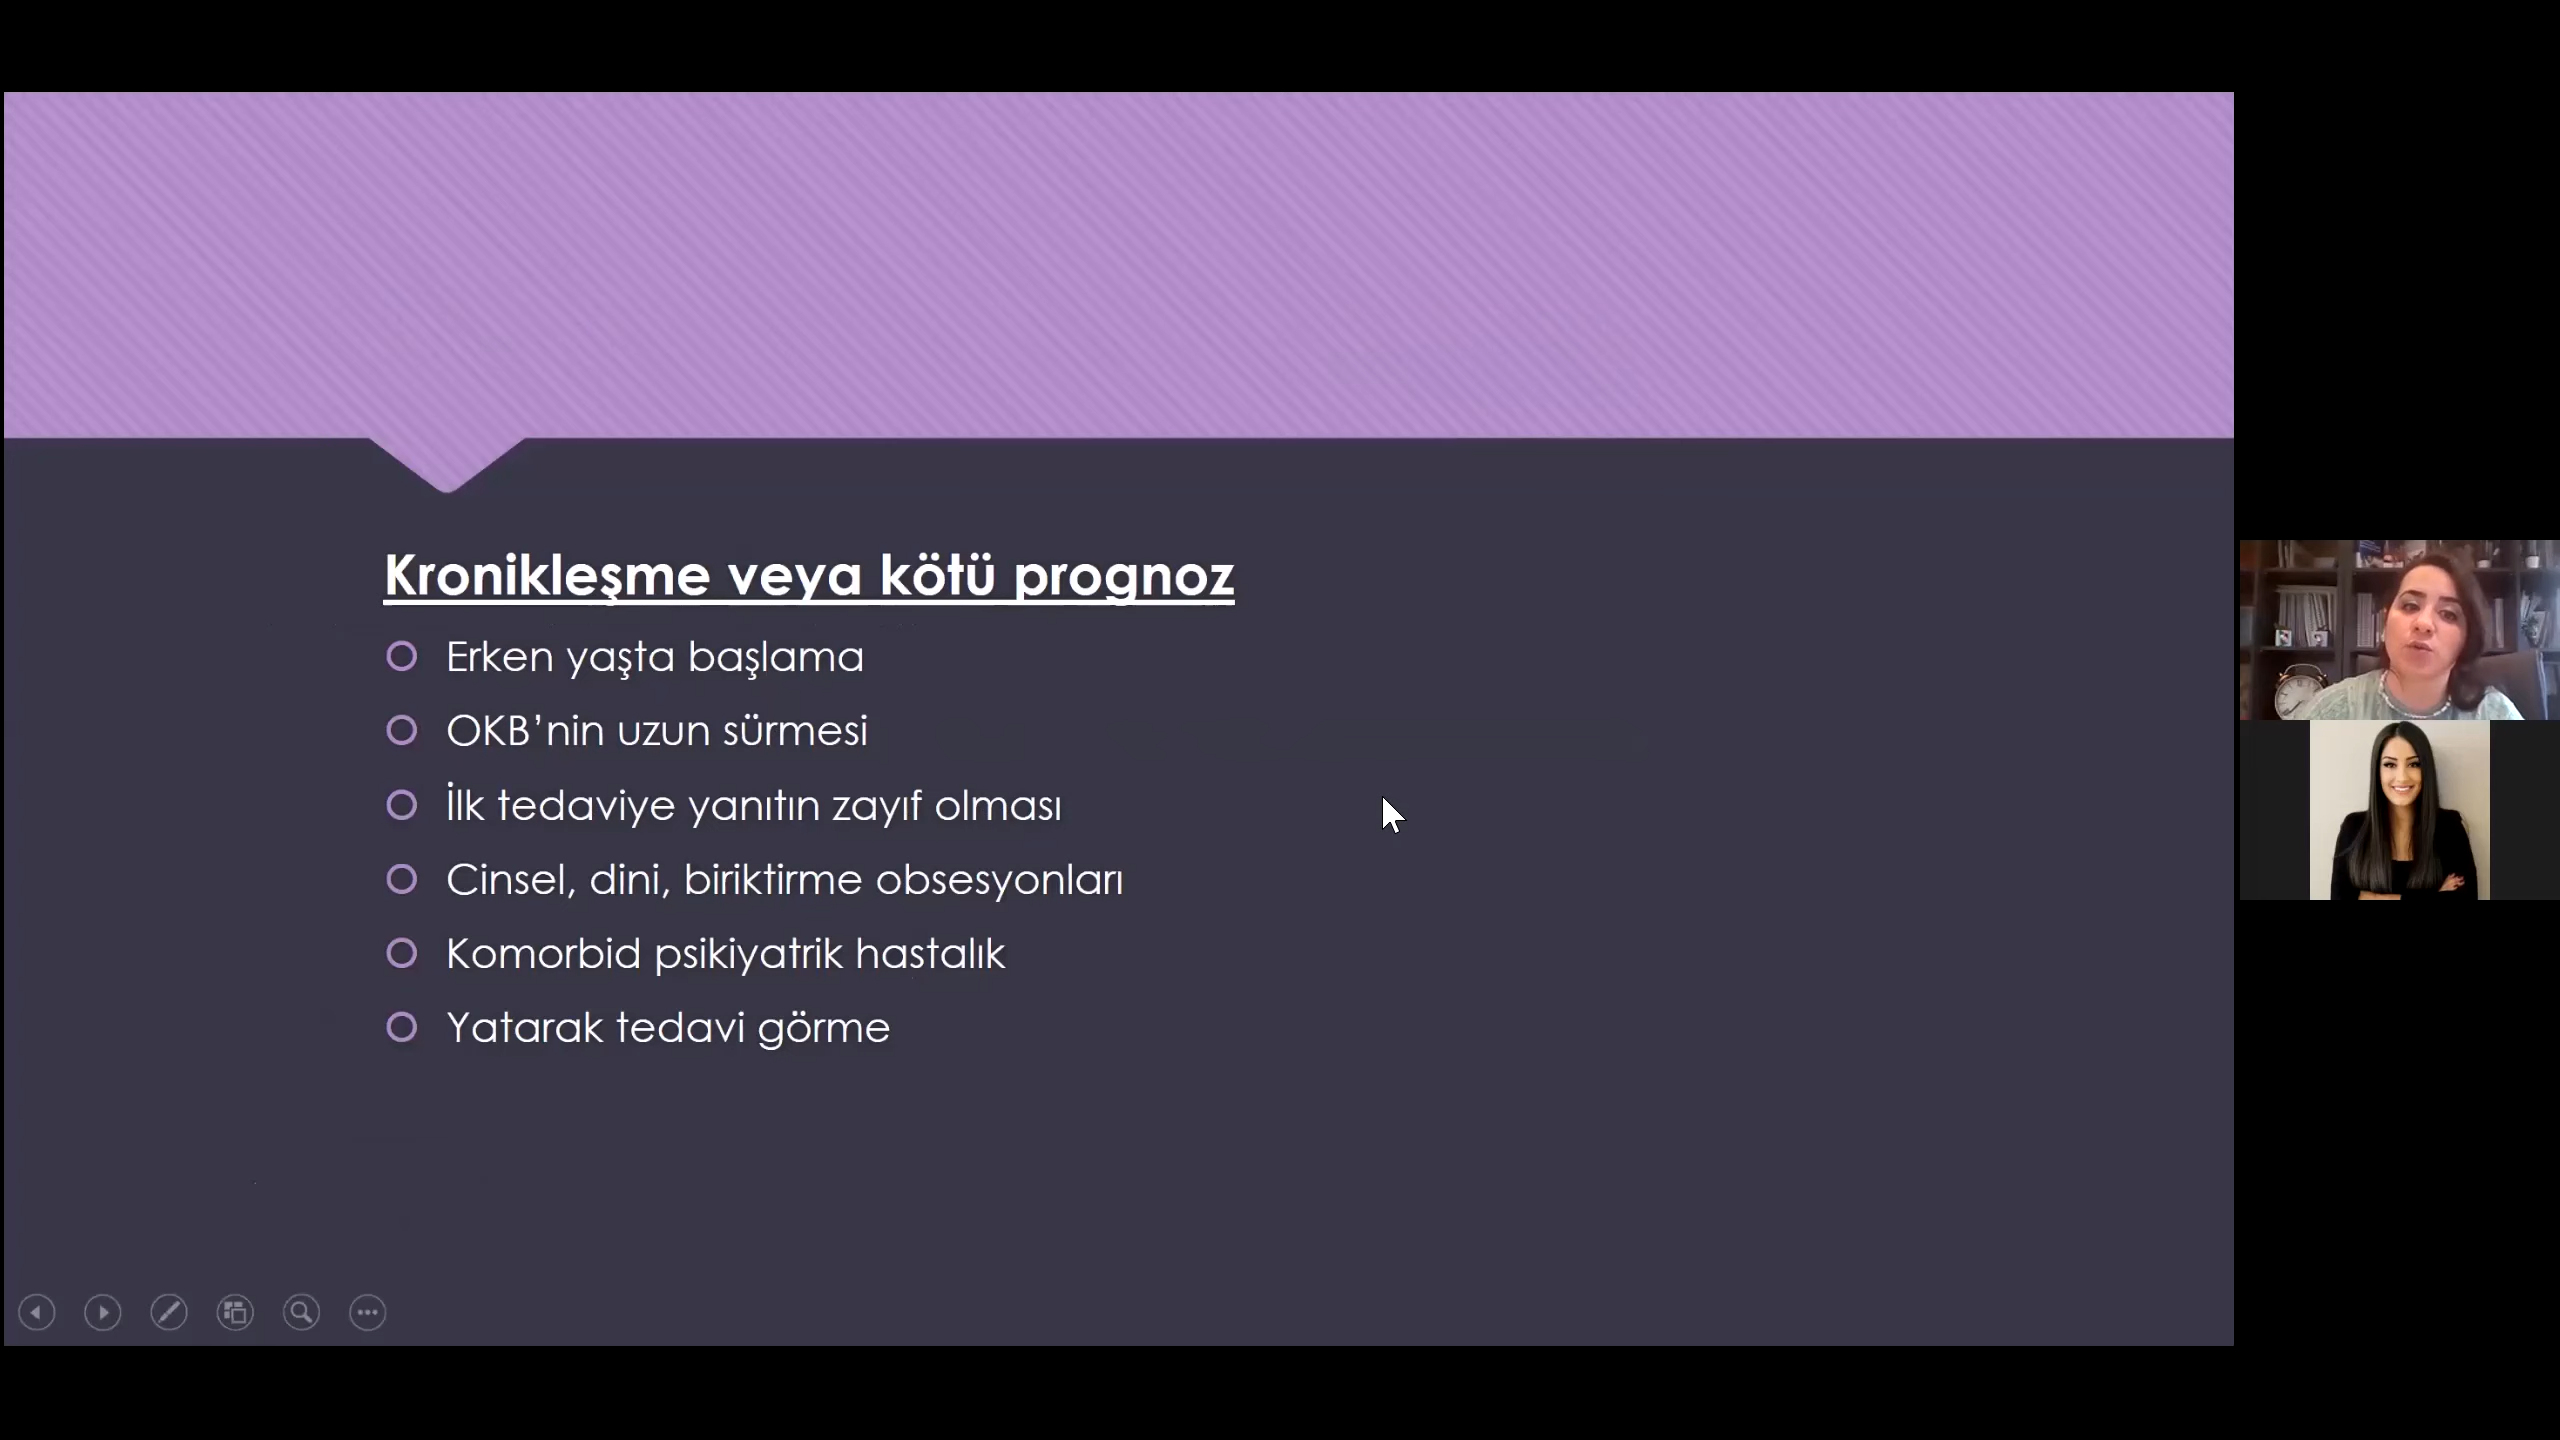 Kronikleşme veya kötü prognoz
Erken yaşta başlama
OKB’nin uzun sürmesi
İlk tedaviye yanıtın zayıf olması
Cinsel, dini, biriktirme obsesyonları
Komorbid psikiyatrik hastalık
Yatarak tedavi görme